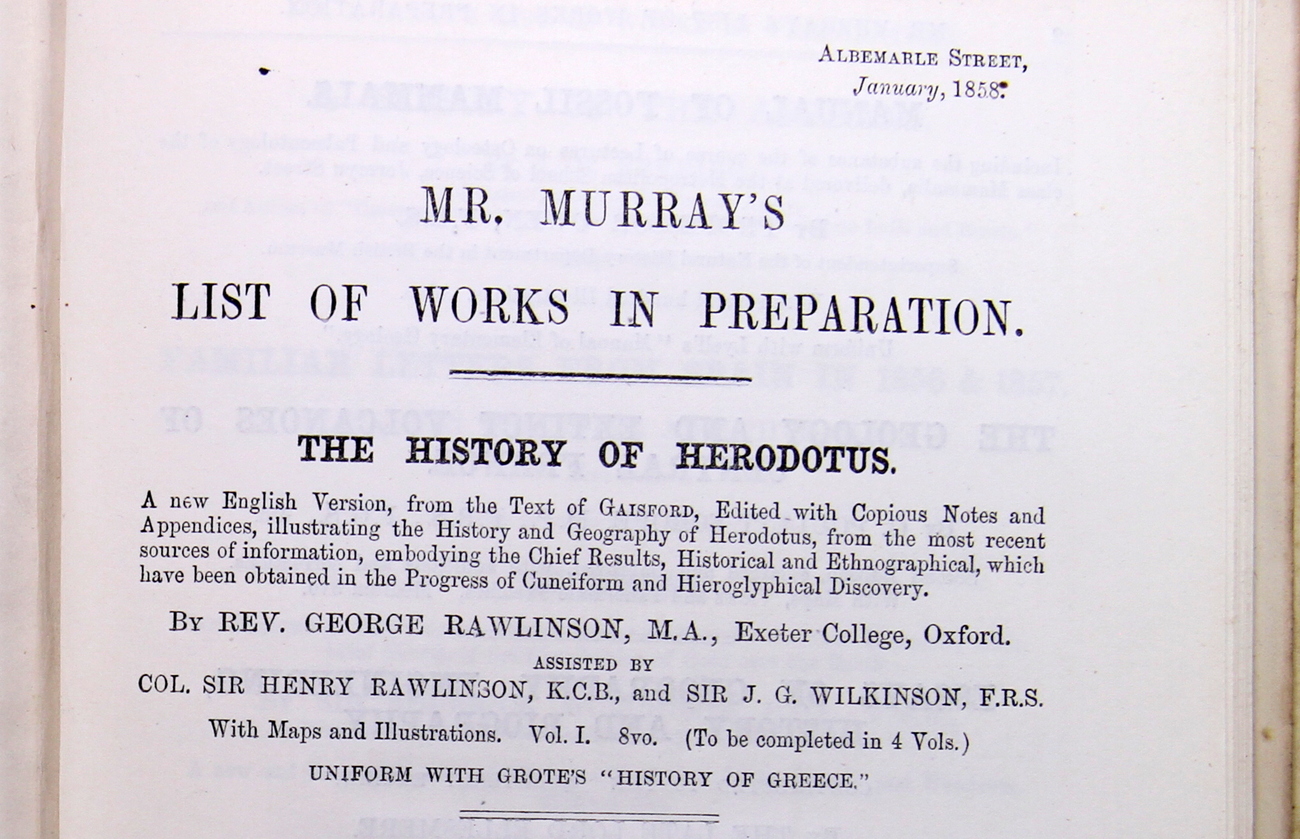 ALBEMARLE STREET,
January, 1858.
MR. MURRAY'S
LIST OF WORKS IN PREPARATION.
THE HISTORY OF HERODOTUS.
A new English Version, from the Text of GAISFORD, Edited with Copious Notes and
Appendices, illustrating the History and Geography of Herodotus, from the most recent
sources of information, embodying the Chief Results, Historical and Ethnographical, which
have been obtained in the Progress of Cuneiform and Hieroglyphical Discovery.
BY REV. GEORGE RAWLINSON, M.A., Exeter College, Oxford.
ASSISTED BY
COL. SIR HENRY RAWLINSON, K.C.B., and SIR J. G. WILKINSON, F.R.S.
With Maps and Illustrations. Vol. I. 8vo. (To be completed in 4 Vols.)
UNIFORM WITH GROTE'S "HISTORY OF GREECE."